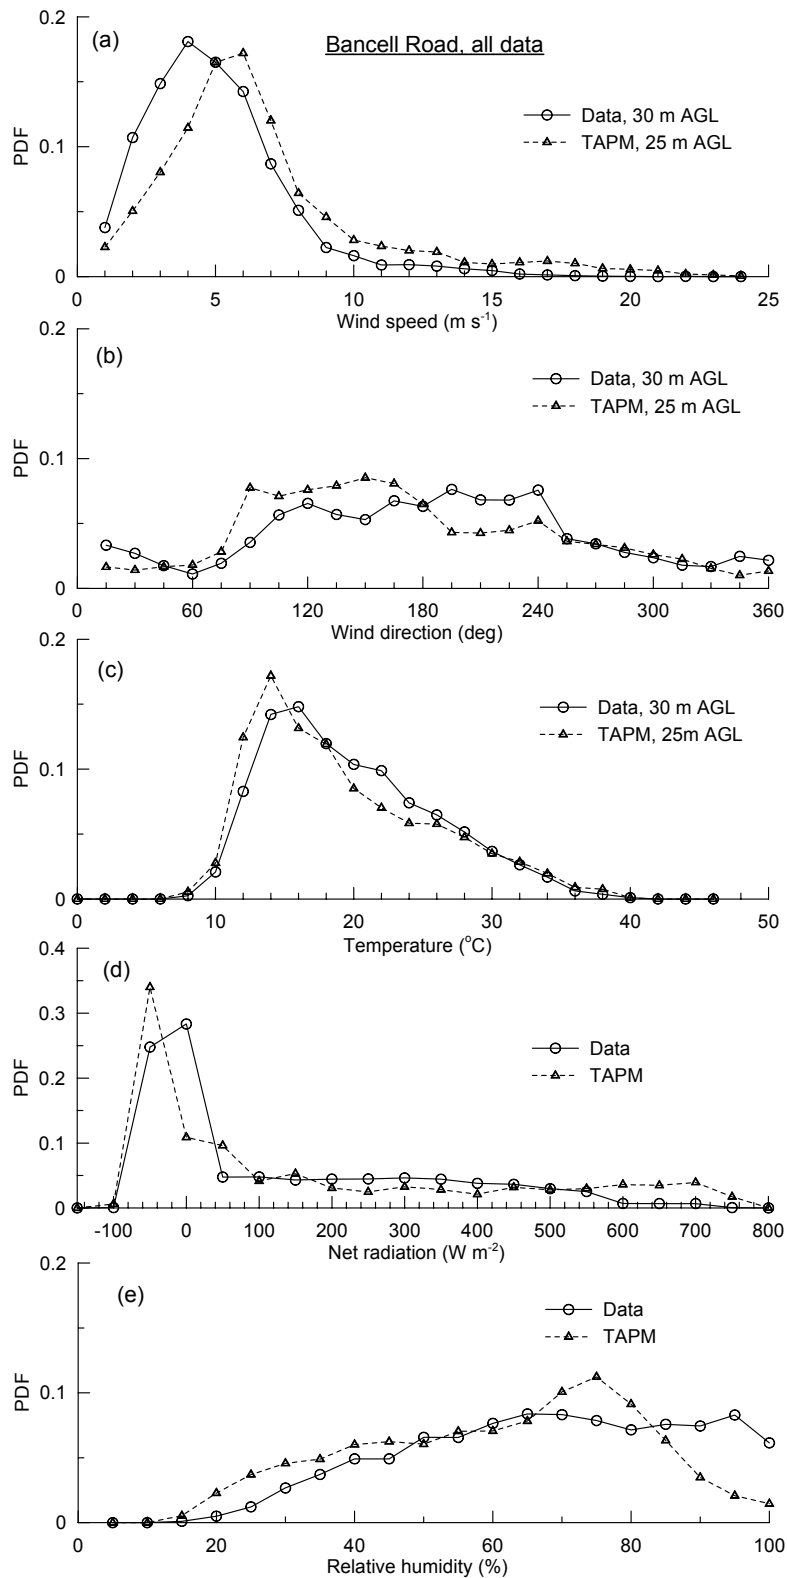 (a)
Bancell Road, all data
Data, 30 m AGL
TAPM, 25 m AGL
PDF
0.2
0.1
0
0 5 10 15 20 25
Wind speed (m s⁻¹)
(b)
Data, 30 m AGL
TAPM, 25 m AGL
PDF
0.2
0.1
0
0 60 120 180 240 300 360
Wind direction (deg)
(c)
Data, 30 m AGL
TAPM, 25m AGL
PDF
0.2
0.1
0
0 10 20 30 40 50
Temperature (°C)
(d)
Data
TAPM
PDF
0.4
0.3
0.2
0.1
0
-100 0 100 200 300 400 500 600 700 800
Net radiation (W m⁻²)
(e)
Data
TAPM
PDF
0.2
0.1
0
0 20 40 60 80 100
Relative humidity (%)